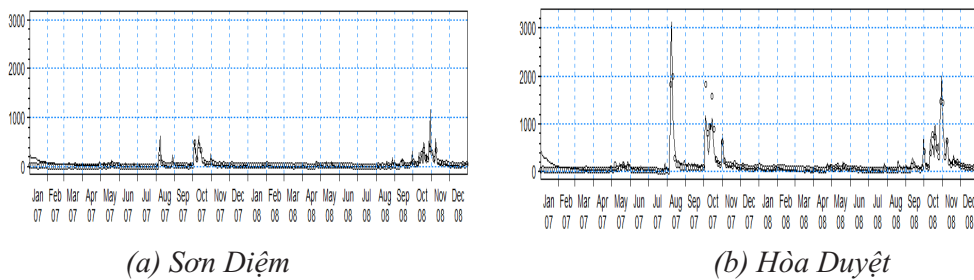 3000
2000
1000
0
Jan Feb Mar Apr May Jun Jul Aug Sep Oct Nov Dec Jan Feb Mar Apr May Jun Jul Aug Sep Oct Nov Dec
07 07 07 07 07 07 07 07 07 07 07 07 08 08 08 08 08 08 08 08 08 08 08 08
(a) Sơn Diệm
3000
2000
1000
0
Jan Feb Mar Apr May Jun Jul Aug Sep Oct Nov Dec Jan Feb Mar Apr May Jun Jul Aug Sep Oct Nov Dec
07 07 07 07 07 07 07 07 07 07 07 07 08 08 08 08 08 08 08 08 08 08 08 08
(b) Hòa Duyệt